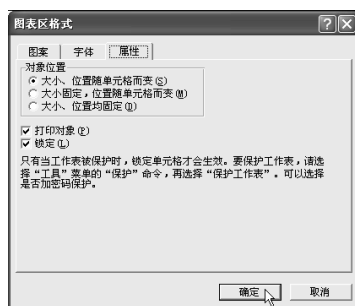 图表区格式
图案 字体 属性
对象位置
大小、位置随单元格而变(S)
大小固定，位置随单元格而变(M)
大小、位置均固定(D)
打印对象(P)
锁定(L)
只有当工作表被保护时，锁定单元格才会生效。要保护工作表，请选
择“工具”菜单的“保护”命令，再选择“保护工作表”。可以选择
是否加密码保护。
确定 取消